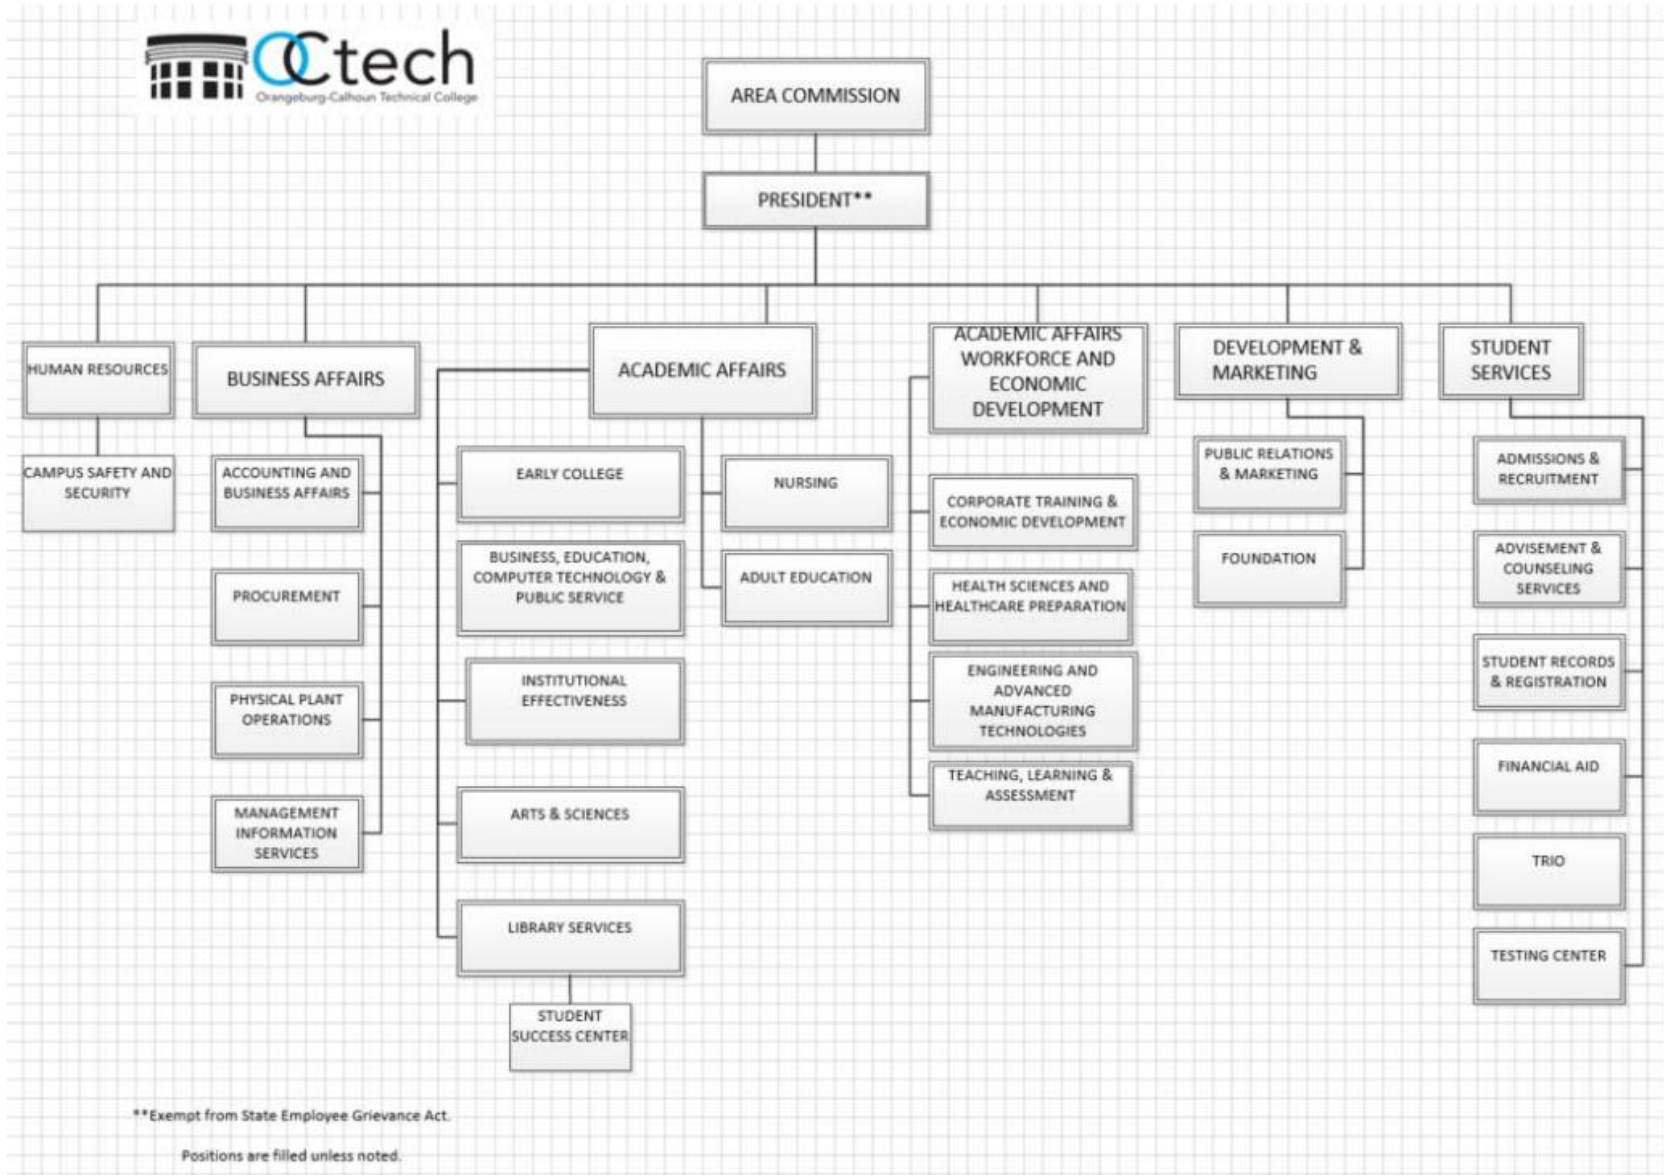 OCtech
Orangeburg-Calhoun Technical College
AREA COMMISSION
PRESIDENT**
HUMAN RESOURCES
CAMPUS SAFETY AND
SECURITY
BUSINESS AFFAIRS
ACCOUNTING AND
BUSINESS AFFAIRS
PROCUREMENT
PHYSICAL PLANT
OPERATIONS
MANAGEMENT
INFORMATION
SERVICES
ACADEMIC AFFAIRS
EARLY COLLEGE
BUSINESS, EDUCATION,
COMPUTER TECHNOLOGY &
PUBLIC SERVICE
INSTITUTIONAL
EFFECTIVENESS
ARTS & SCIENCES
LIBRARY SERVICES
STUDENT
SUCCESS CENTER
NURSING
ADULT EDUCATION
ACADEMIC AFFAIRS
WORKFORCE AND
ECONOMIC
DEVELOPMENT
CORPORATE TRAINING &
ECONOMIC DEVELOPMENT
HEALTH SCIENCES AND
HEALTHCARE PREPARATION
ENGINEERING AND
ADVANCED
MANUFACTURING
TECHNOLOGIES
TEACHING, LEARNING &
ASSESSMENT
DEVELOPMENT &
MARKETING
PUBLIC RELATIONS
& MARKETING
FOUNDATION
STUDENT
SERVICES
ADMISSIONS &
RECRUITMENT
ADVISEMENT &
COUNSELING
SERVICES
STUDENT RECORDS
& REGISTRATION
FINANCIAL AID
TRIO
TESTING CENTER
**Exempt from State Employee Grievance Act.
Positions are filled unless noted.